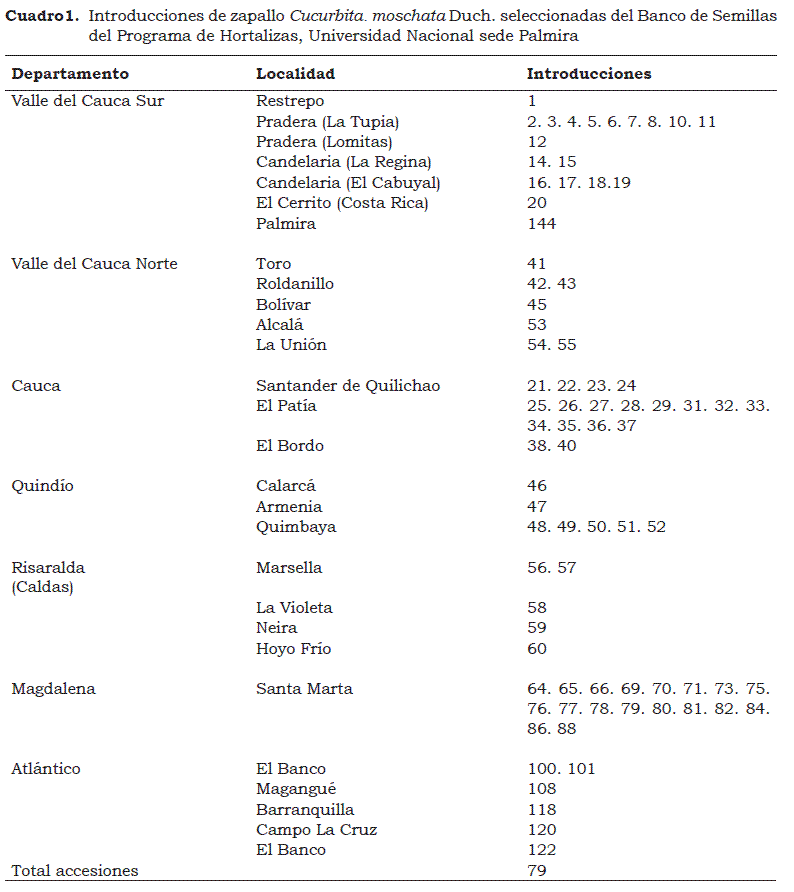 Cuadro1. Introducciones de zapallo Cucurbita. moschata Duch. seleccionadas del Banco de Semillas
del Programa de Hortalizas, Universidad Nacional sede Palmira
Departamento Localidad Introducciones
Valle del Cauca Sur Restrepo 1
Pradera (La Tupia) 2. 3. 4. 5. 6. 7. 8. 10. 11
Pradera (Lomitas) 12
Candelaria (La Regina) 14. 15
Candelaria (El Cabuyal) 16. 17. 18.19
El Cerrito (Costa Rica) 20
Palmira 144
Valle del Cauca Norte Toro 41
Roldanillo 42. 43
Bolívar 45
Alcalá 53
La Unión 54. 55
Cauca Santander de Quilichao 21. 22. 23. 24
El Patía 25. 26. 27. 28. 29. 31. 32. 33.
34. 35. 36. 37
El Bordo 38. 40
Quindío Calarcá 46
Armenia 47
Quimbaya 48. 49. 50. 51. 52
Risaralda Marsella 56. 57
(Caldas)
La Violeta 58
Neira 59
Hoyo Frío 60
Magdalena Santa Marta 64. 65. 66. 69. 70. 71. 73. 75.
76. 77. 78. 79. 80. 81. 82. 84.
86. 88
Atlántico El Banco 100. 101
Magangué 108
Barranquilla 118
Campo La Cruz 120
El Banco 122
Total accesiones 79